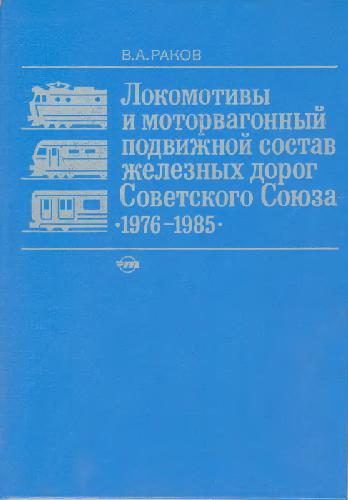 В.А.РАКОВ
Локомотивы
и моторвагонный
подвижной состав
железных дорог
Советского Союза
·1976–1985·